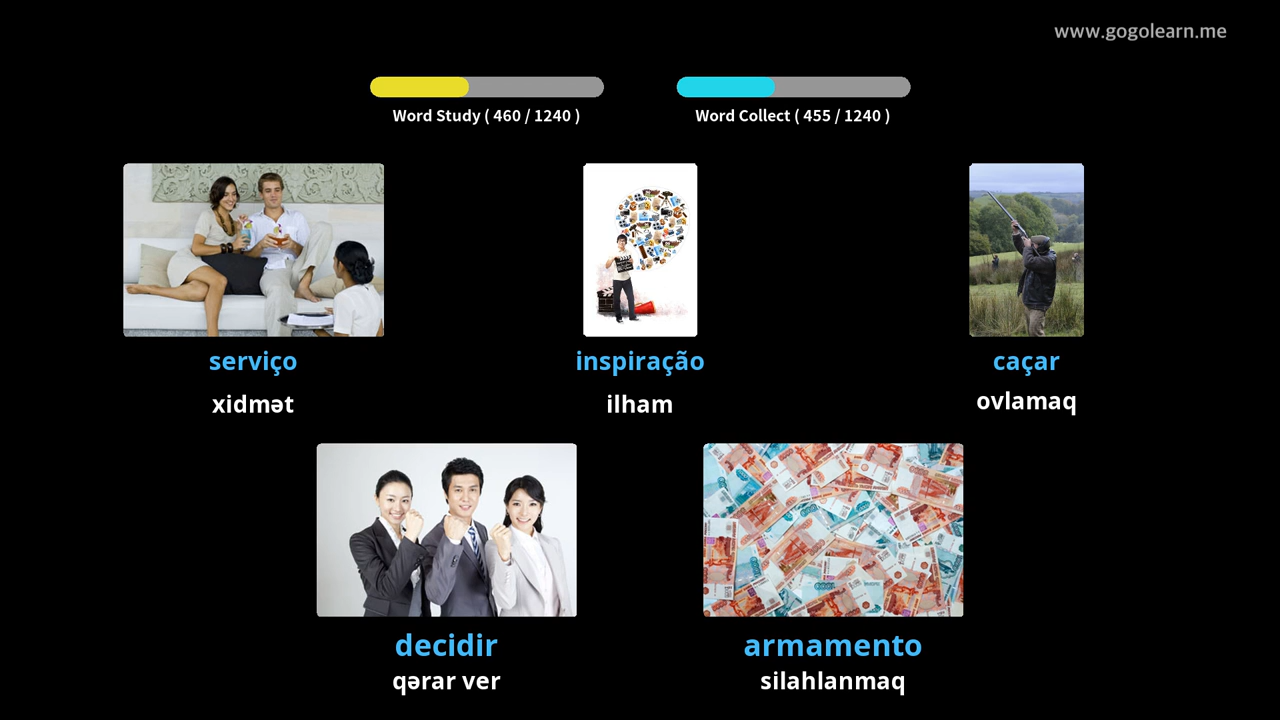 www.gogolearn.me
Word Study ( 460 / 1240 )
Word Collect ( 455 / 1240 )
serviço
inspiração
caçar
xidmət
ilham
ovlamaq
decidir
armamento
qərar ver
silahlanmaq